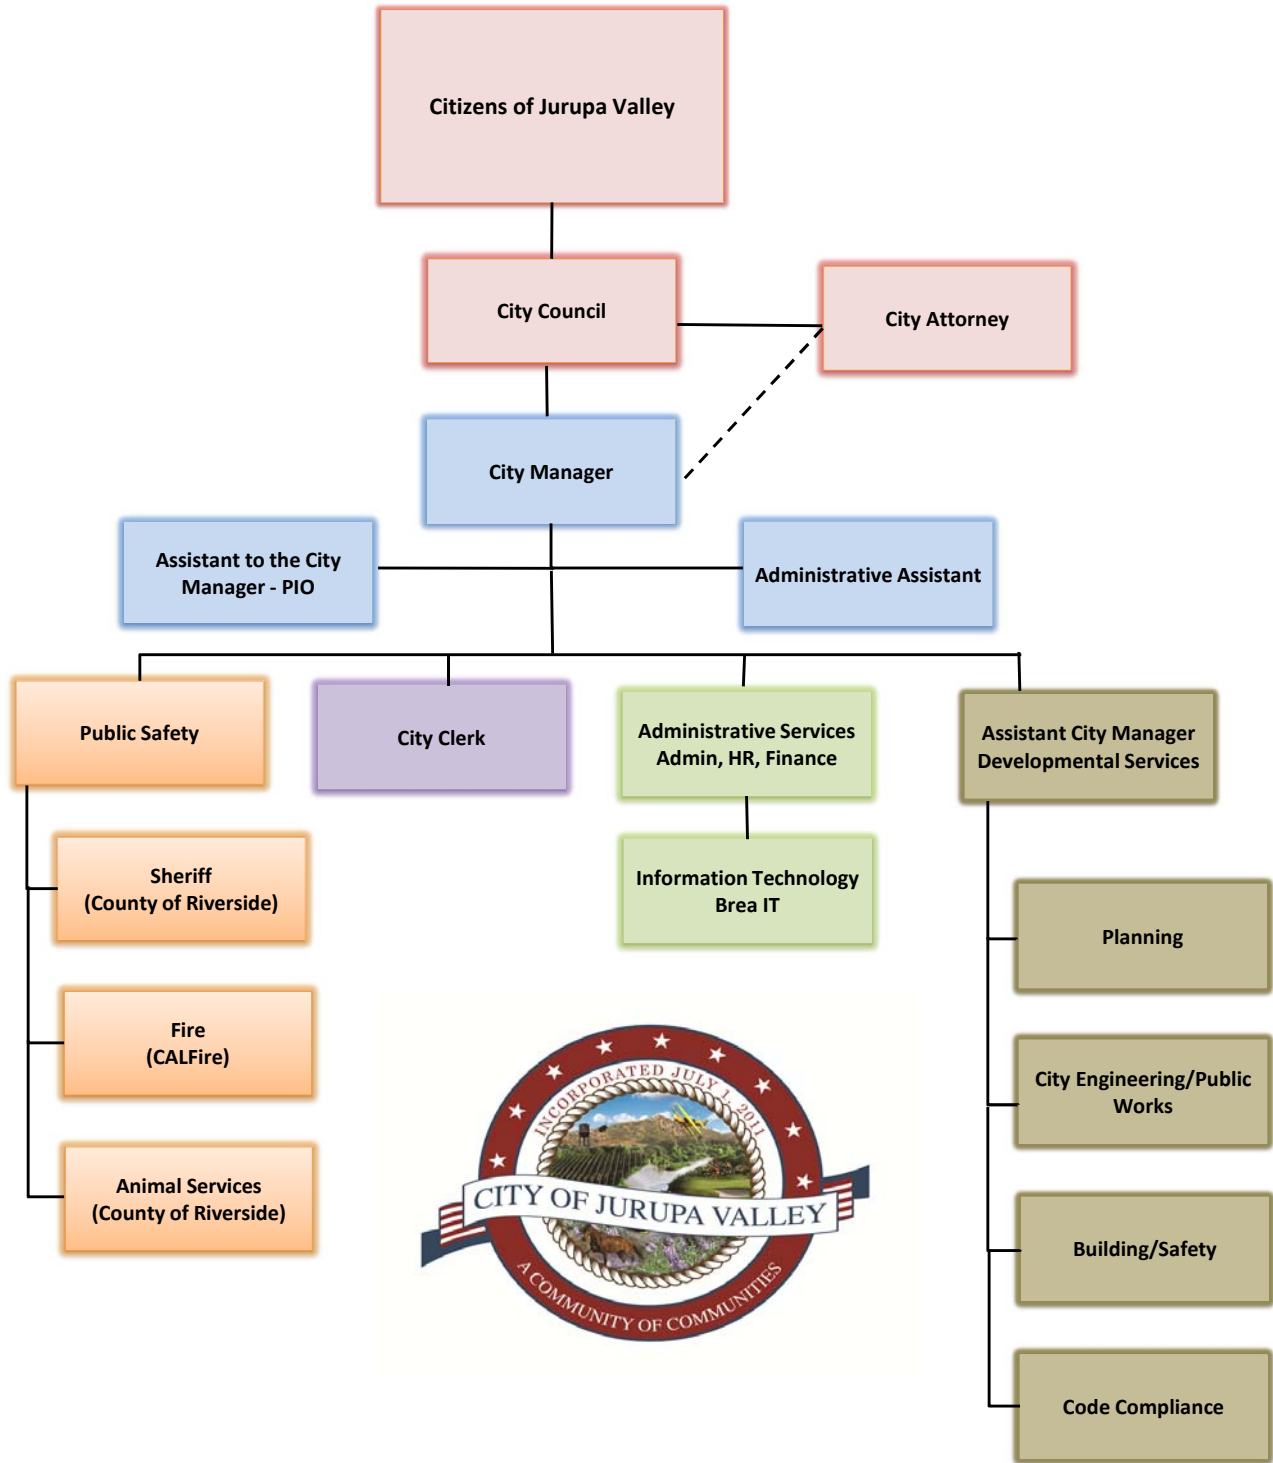 Citizens of Jurupa Valley
City Council
City Attorney
City Manager
Assistant to the City
Manager - PIO
Administrative Assistant
Public Safety
City Clerk
Administrative Services
Admin, HR, Finance
Assistant City Manager
Developmental Services
Sheriff
(County of Riverside)
Information Technology
Brea IT
Planning
Fire
(CALFire)
City Engineering/Public
Works
Animal Services
(County of Riverside)
Building/Safety
Code Compliance
INCORPORATED JULY 1, 2011
CITY OF JURUPA VALLEY
A COMMUNITY OF COMMUNITIES